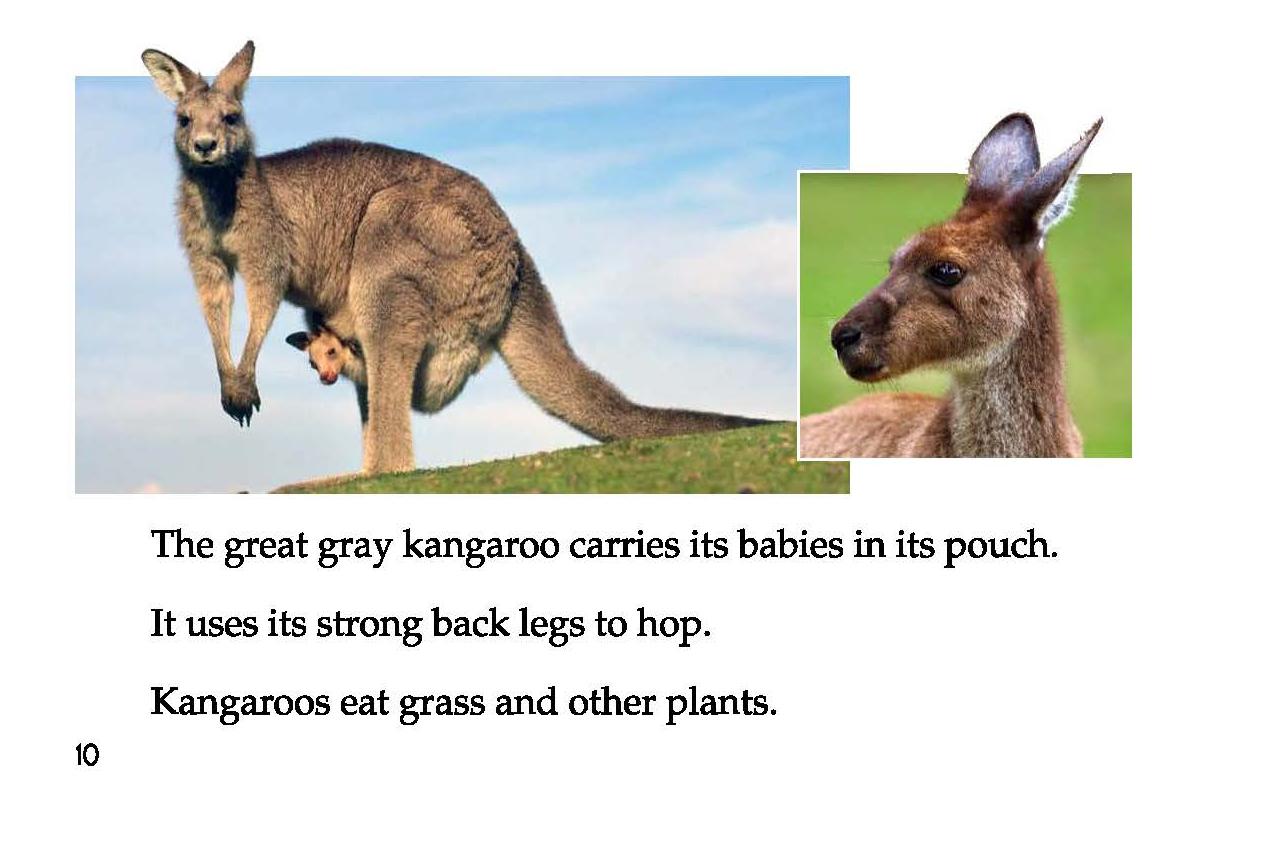 The great gray kangaroo carries its babies in its pouch.
It uses its strong back legs to hop.
Kangaroos eat grass and other plants.
10